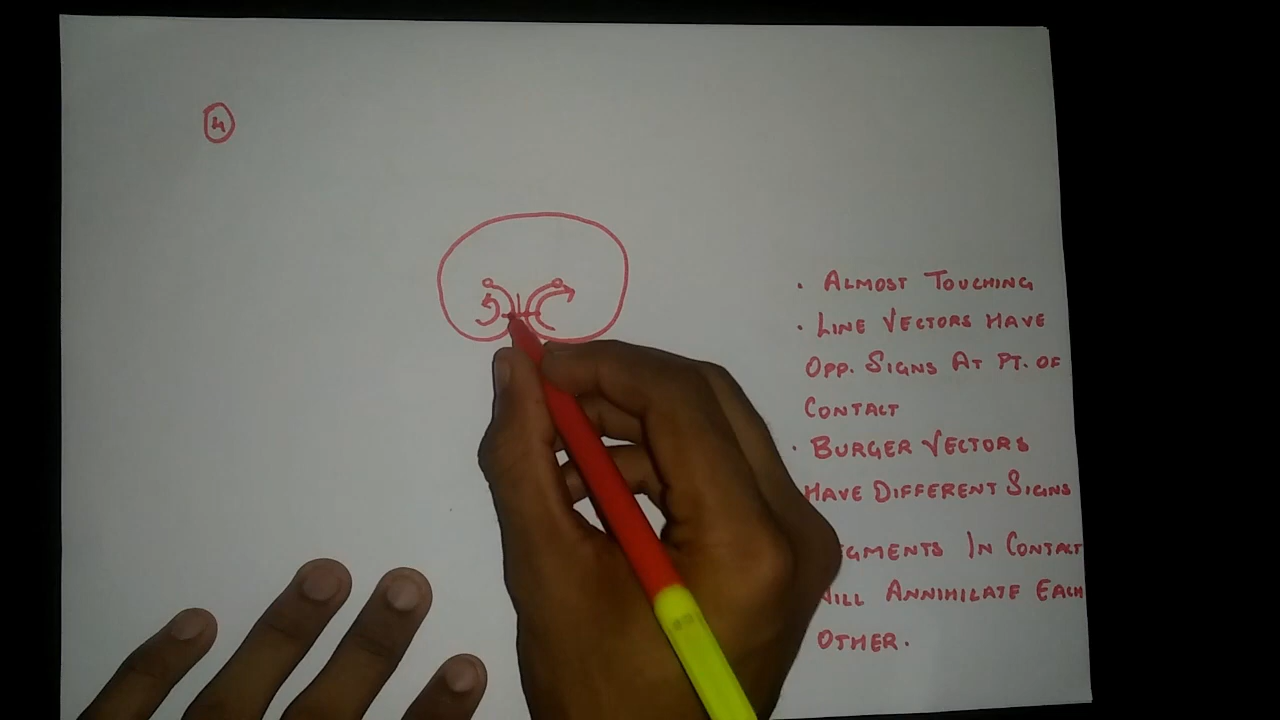 4
• ALMOST TOUCHING
• LINE VECTORS HAVE
OPP. SIGNS AT PT. OF
CONTACT
• BURGER VECTORS
HAVE DIFFERENT SIGNS
IN CONTACT
ANNIHILATE EACH
OTHER.